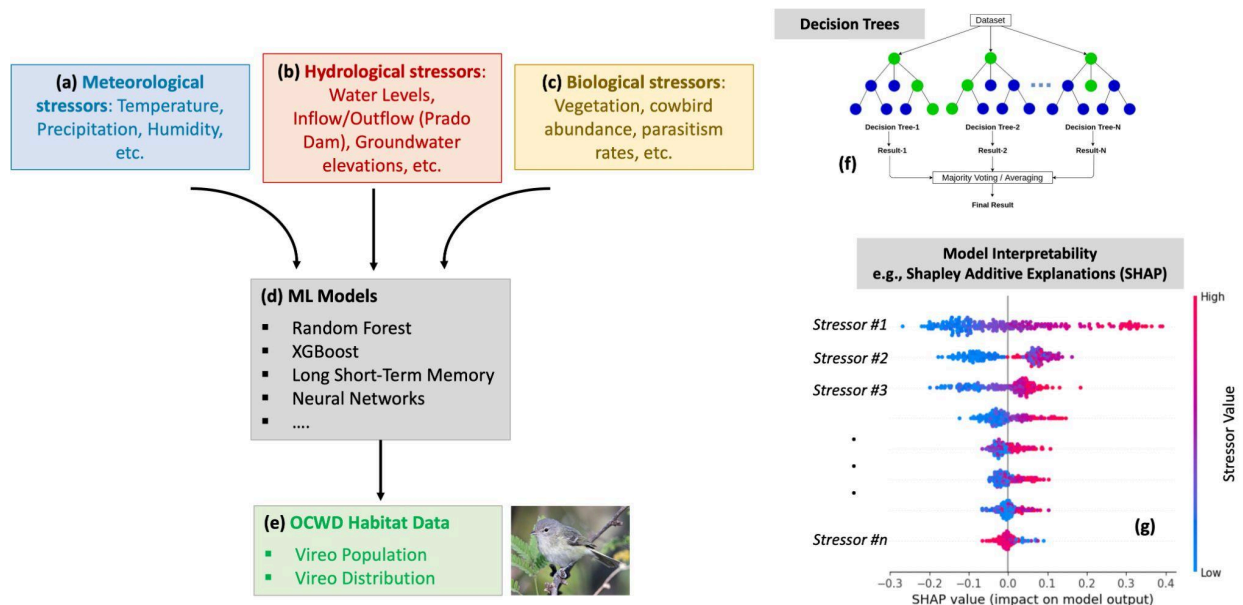 (a) Meteorological
stressors: Temperature,
Precipitation, Humidity,
etc.
(b) Hydrological stressors:
Water Levels,
Inflow/Outflow (Prado
Dam), Groundwater
elevations, etc.
(c) Biological stressors:
Vegetation, cowbird
abundance, parasitism
rates, etc.
(d) ML Models
▪ Random Forest
▪ XGBoost
▪ Long Short-Term Memory
▪ Neural Networks
▪ ....
(e) OCWD Habitat Data
▪ Vireo Population
▪ Vireo Distribution
Decision Trees
Dataset
Decision Tree-1 Decision Tree-2 Decision Tree-N
Result-1 Result-2 Result-N
(f)
Majority Voting / Averaging
Final Result
Model Interpretability
e.g., Shapley Additive Explanations (SHAP)
High
Stressor #1
Stressor #2
Stressor #3
Stressor Value
(g)
Stressor #n
Low
−0.3 −0.2 −0.1 0.0 0.1 0.2 0.3 0.4
SHAP value (impact on model output)